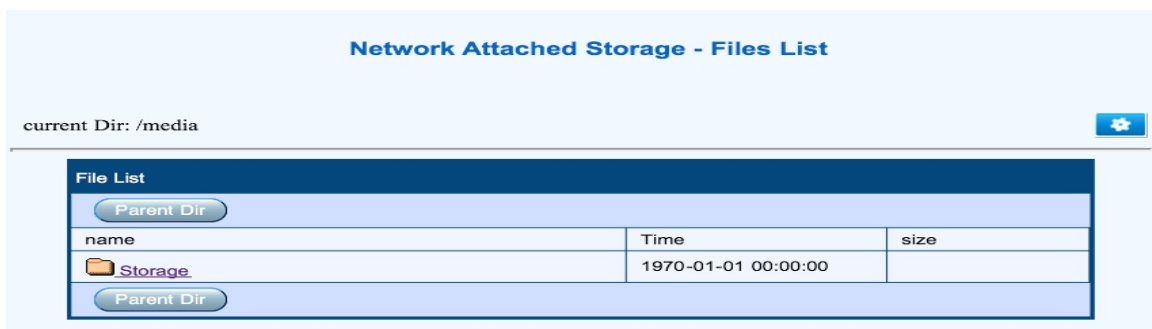 Network Attached Storage - Files List
current Dir: /media
File List
Parent Dir
name Time size
Storage 1970-01-01 00:00:00
Parent Dir